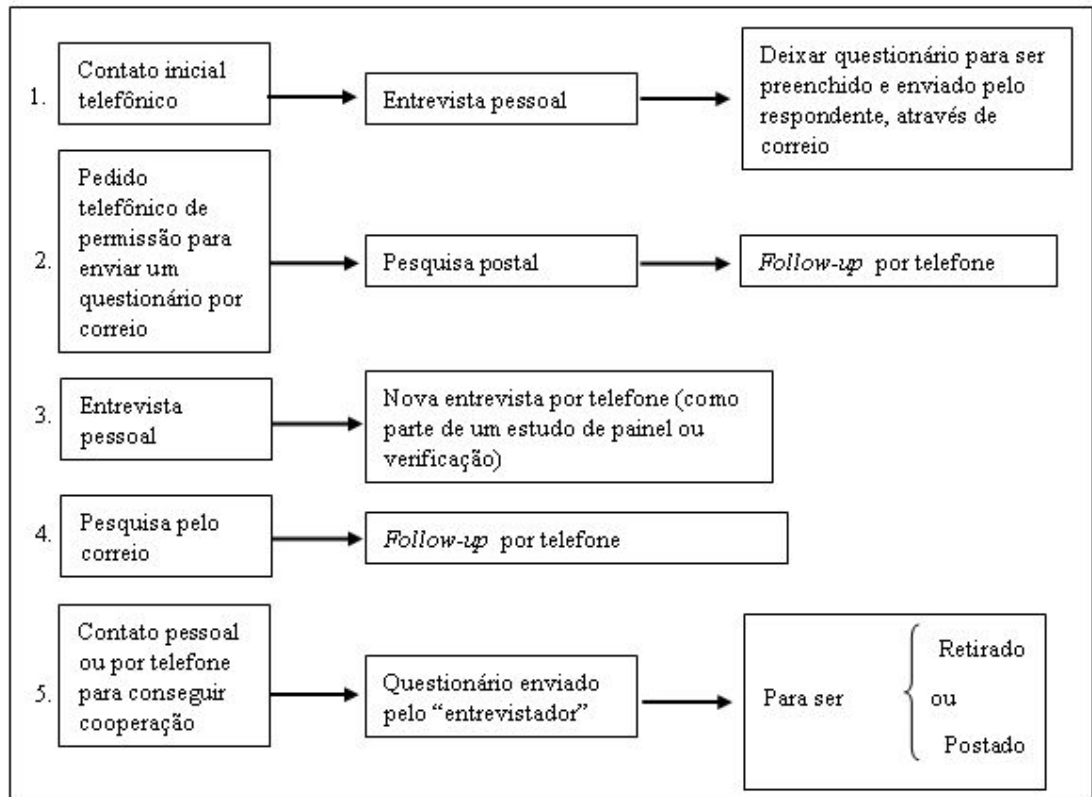 1.
Contato inicial
telefônico
Entrevista pessoal
Deixar questionário para ser
preenchido e enviado pelo
respondente, através de
correio
2.
Pedido
telefônico de
permissão para
enviar um
questionário por
correio
Pesquisa postal
Follow-up por telefone
3.
Entrevista
pessoal
Nova entrevista por telefone (como
parte de um estudo de painel ou
verificação)
4.
Pesquisa pelo
correio
Follow-up por telefone
5.
Contato pessoal
ou por telefone
para conseguir
cooperação
Questionário enviado
pelo “entrevistador”
Para ser
Retirado
ou
Postado